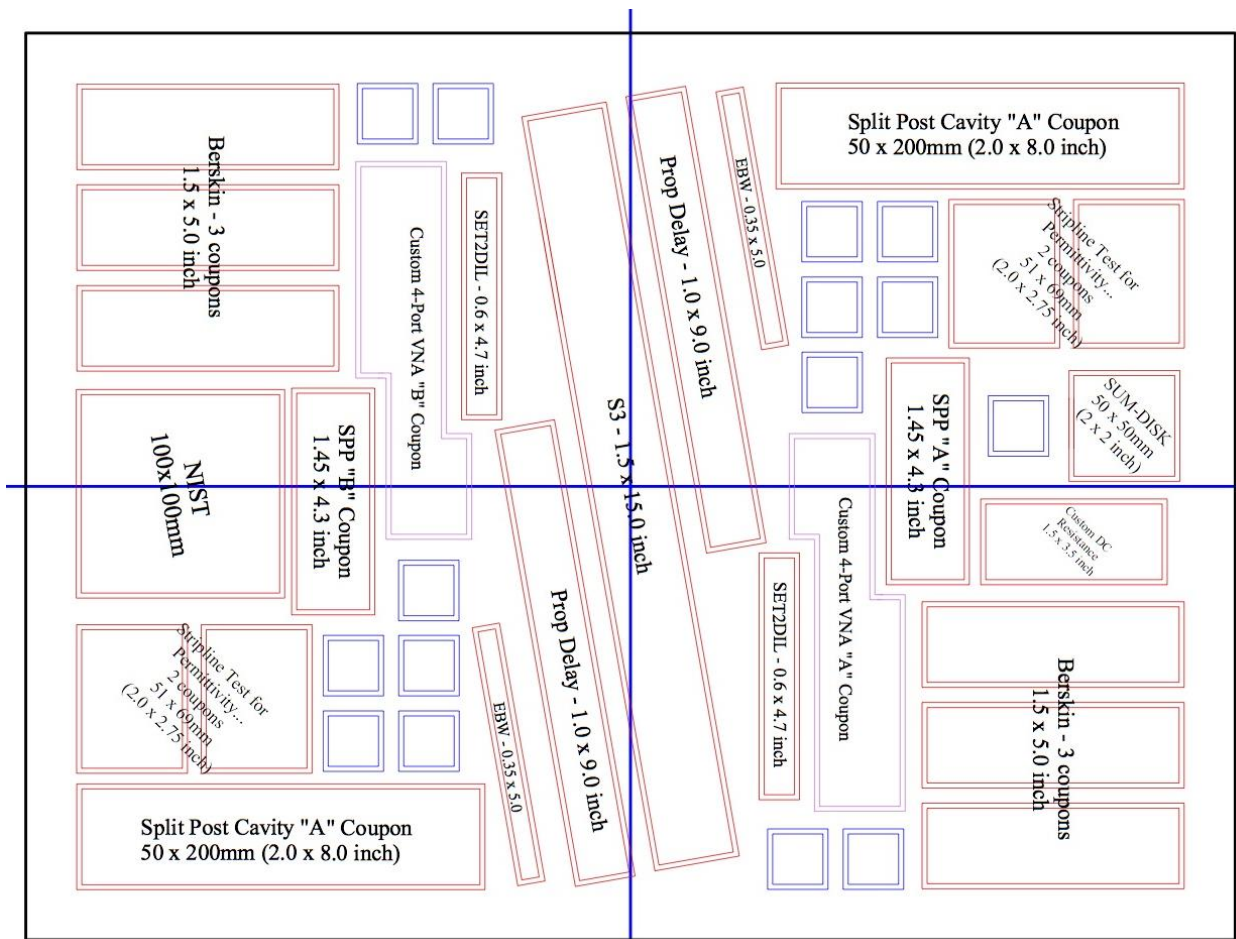 Berskin - 3 coupons
1.5 x 5.0 inch
Custom 4-Port VNA "B" Coupon
SET2DIL - 0.6 x 4.7 inch
S3 - 1.5 x 15.0 inch
Prop Delay - 1.0 x 9.0 inch
EBW - 0.35 x 5.0
Split Post Cavity "A" Coupon
50 x 200mm (2.0 x 8.0 inch)
Stripline Test for
Permittivity...
2 coupons
51 x 69mm
(2.0 x 2.75 inch)
NIST
100x100mm
SPP "B" Coupon
1.45 x 4.3 inch
SPP "A" Coupon
1.45 x 4.3 inch
SUM-DISK
50 x 50mm
(2 x 2 inch)
Custom DC
Resistance
1.5 x 3.5 inch
Custom 4-Port VNA "A" Coupon
SET2DIL - 0.6 x 4.7 inch
Prop Delay - 1.0 x 9.0 inch
EBW - 0.35 x 5.0
Stripline Test for
Permittivity...
2 coupons
51 x 69mm
(2.0 x 2.75 inch)
Split Post Cavity "A" Coupon
50 x 200mm (2.0 x 8.0 inch)
Berskin - 3 coupons
1.5 x 5.0 inch